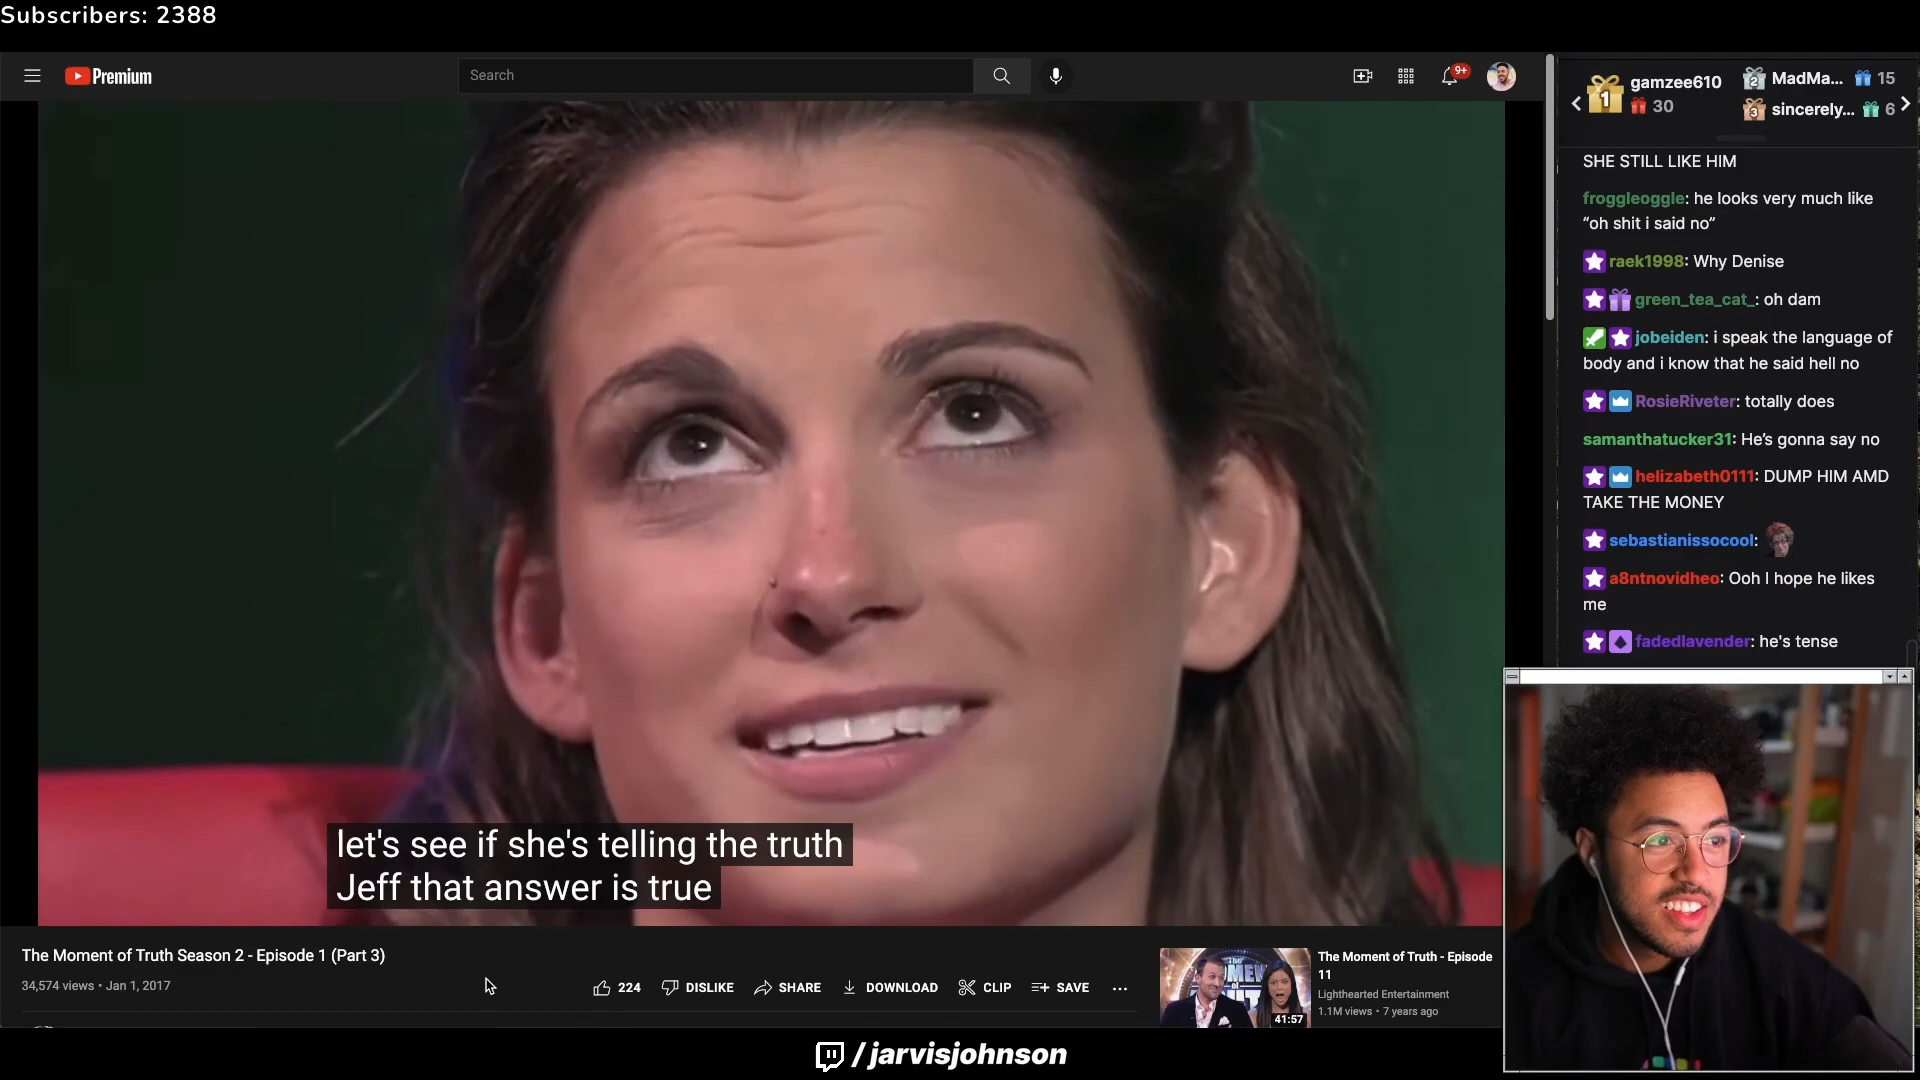 Subscribers: 2388
Premium
Search
9+
1
gamzee610
30
2
MadMa...
15
3
sincerely...
6
SHE STILL LIKE HIM
froggleoggle: he looks very much like
“oh shit i said no”
raek1998: Why Denise
green_tea_cat_: oh dam
jobeiden: i speak the language of
body and i know that he said hell no
RosieRiveter: totally does
samanthatucker31: He’s gonna say no
helizabeth0111: DUMP HIM AMD
TAKE THE MONEY
sebastianissocool:
a8ntnovidheo: Ooh I hope he likes
me
fadedlavender: he's tense
let's see if she's telling the truth
Jeff that answer is true
The Moment of Truth Season 2 - Episode 1 (Part 3)
34,574 views • Jan 1, 2017
224
DISLIKE
SHARE
DOWNLOAD
CLIP
SAVE
41:57
The Moment of Truth - Episode
11
Lighthearted Entertainment
1.1M views • 7 years ago
/jarvisjohnson